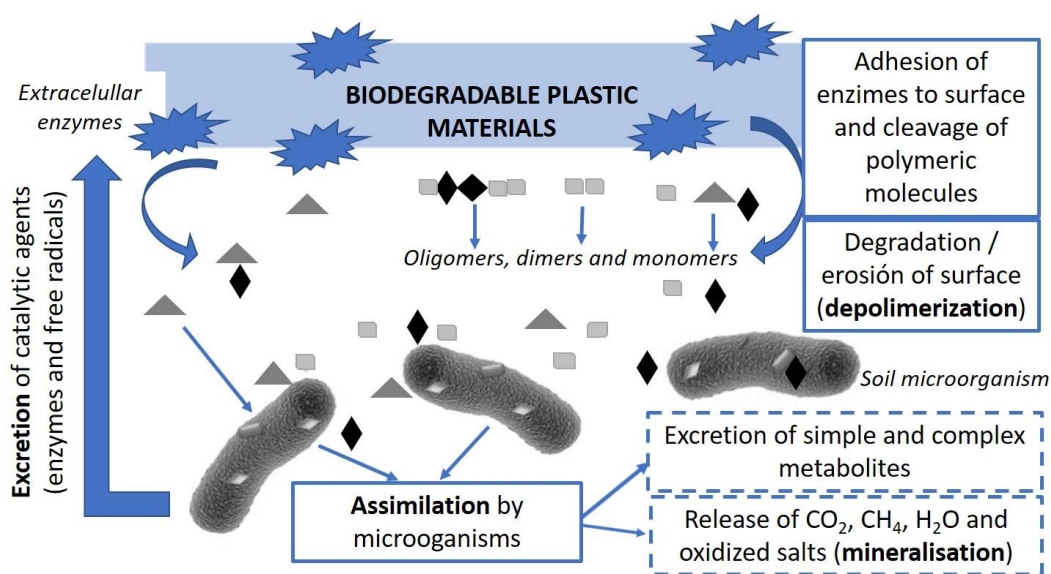 Extracelullar
enzymes
BIODEGRADABLE PLASTIC
MATERIALS
Adhesion of
enzimes to surface
and cleavage of
polymeric
molecules
Degradation /
erosión of surface
(depolimerization)
Oligomers, dimers and monomers
Excretion of catalytic agents
(enzymes and free radicals)
Soil microorganism
Assimilation by
microoganisms
Excretion of simple and complex
metabolites
Release of CO₂, CH₄, H₂O and
oxidized salts (mineralisation)